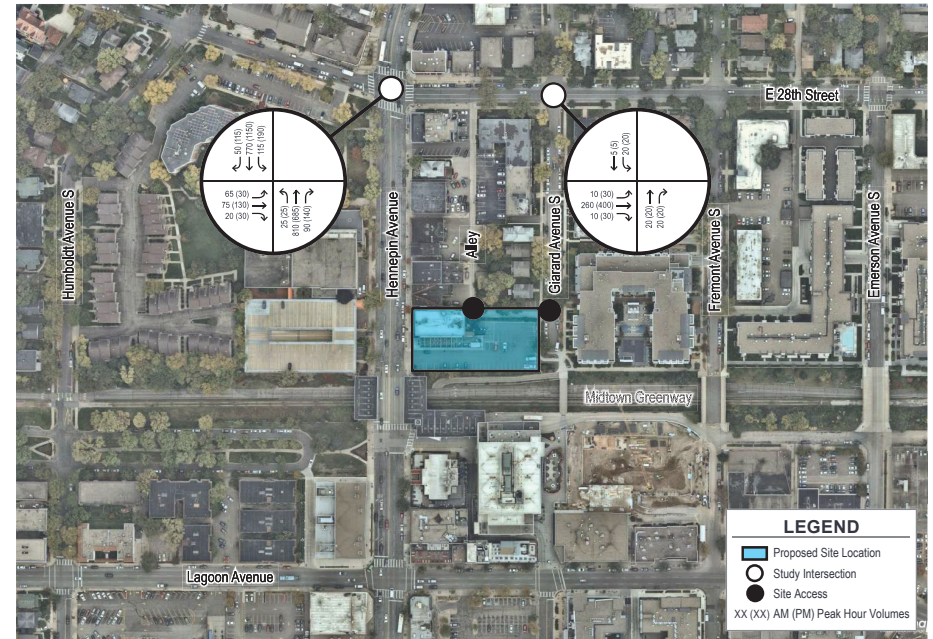 E 28th Street
50 (115)
770 (1150)
115 (190)
65 (30)
75 (130)
20 (30)
25 (25)
810 (685)
90 (140)
5 (5)
20 (20)
10 (30)
260 (400)
10 (30)
20 (20)
20 (20)
Humboldt Avenue S
Hennepin Avenue
Alley
Giarard Avenue S
Fremont Avenue S
Emerson Avenue S
Midtown Greenway
Lagoon Avenue
LEGEND
Proposed Site Location
Study Intersection
Site Access
XX (XX) AM (PM) Peak Hour Volumes